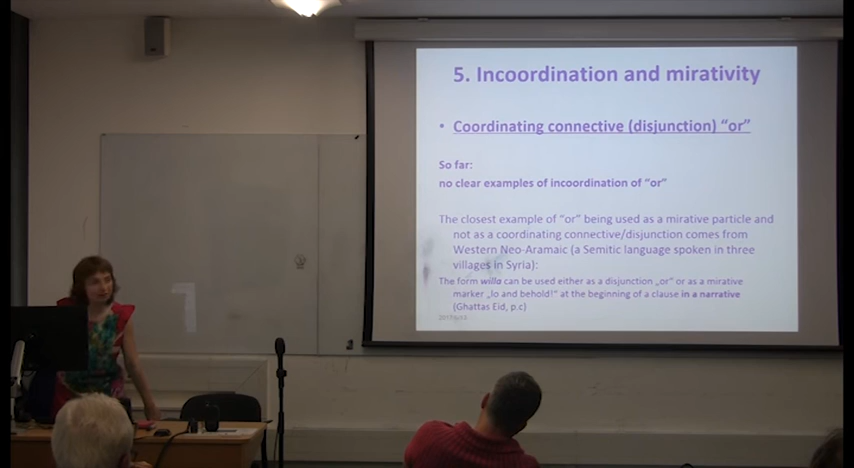 5. Incoordination and mirativity
• Coordinating connective (disjunction) "or"
So far:
no clear examples of incoordination of "or"
The closest example of "or" being used as a mirative particle and
not as a coordinating connective/disjunction comes from
Western Neo-Aramaic (a Semitic language spoken in three
villages in Syria):
The form willa can be used either as a disjunction „or" or as a mirative
marker „lo and behold!" at the beginning of a clause in a narrative
(Ghattas Eid, p.c)